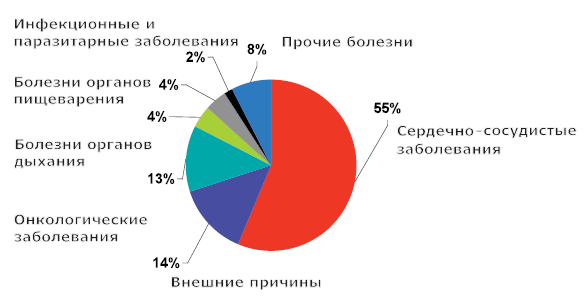 Инфекционные и
паразитарные заболевания
2%
8%
Прочие болезни
Болезни органов
пищеварения
4%
4%
55%
Сердечно-сосудистые
заболевания
Болезни органов
дыхания
13%
Онкологические
заболевания
14%
Внешние причины